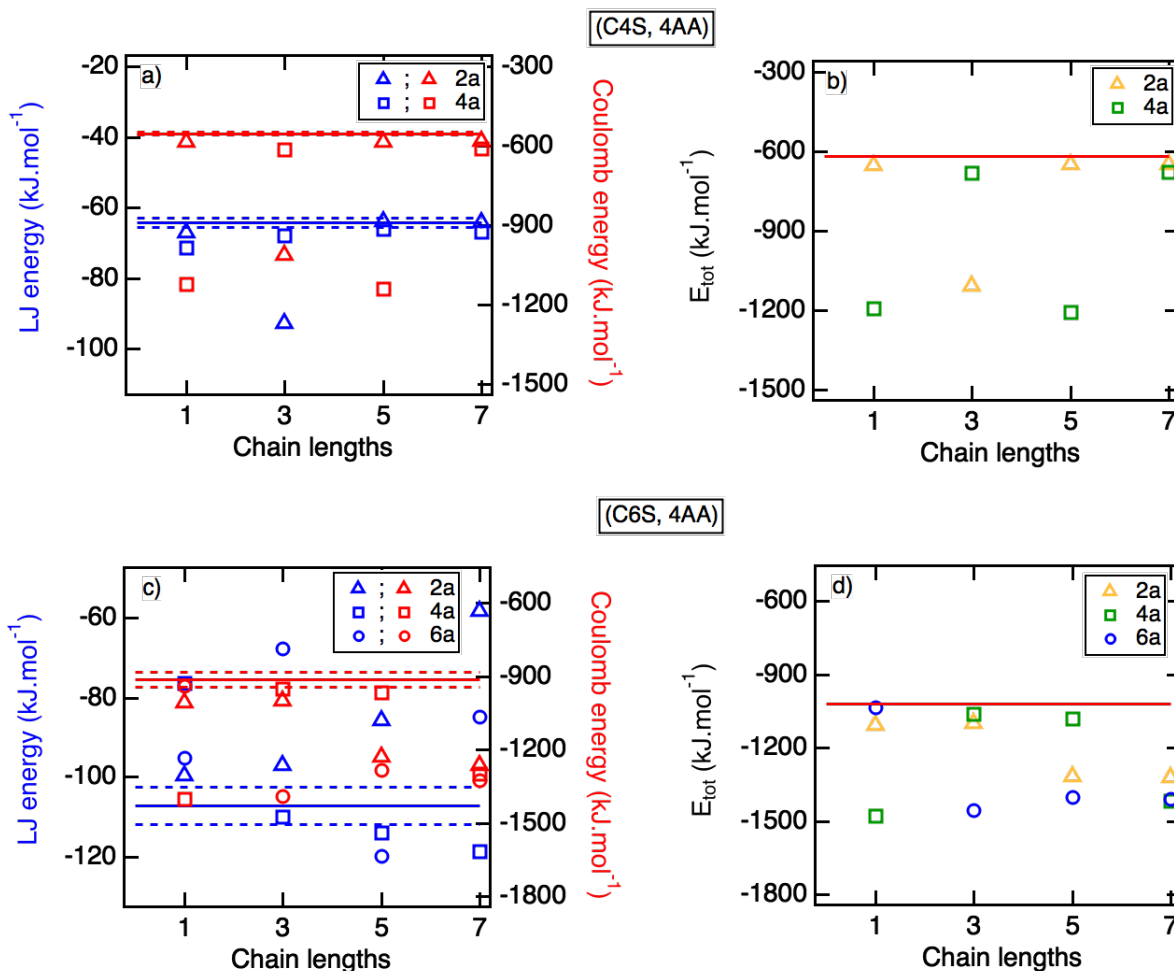 (C4S, 4AA)
a)
-20
-40
-60
-80
-100
LJ energy (kJ.mol-1)
; 2a
; 4a
-300
-600
-900
-1200
-1500
Coulomb energy (kJ.mol-1)
1 3 5 7
Chain lengths
b)
-300
-600
-900
-1200
-1500
Etot (kJ.mol-1)
2a
4a
1 3 5 7
Chain lengths
(C6S, 4AA)
c)
-60
-80
-100
-120
LJ energy (kJ.mol-1)
; 2a
; 4a
; 6a
-600
-900
-1200
-1500
-1800
Coulomb energy (kJ.mol-1)
1 3 5 7
Chain lengths
d)
-600
-900
-1200
-1500
-1800
Etot (kJ.mol-1)
2a
4a
6a
1 3 5 7
Chain lengths